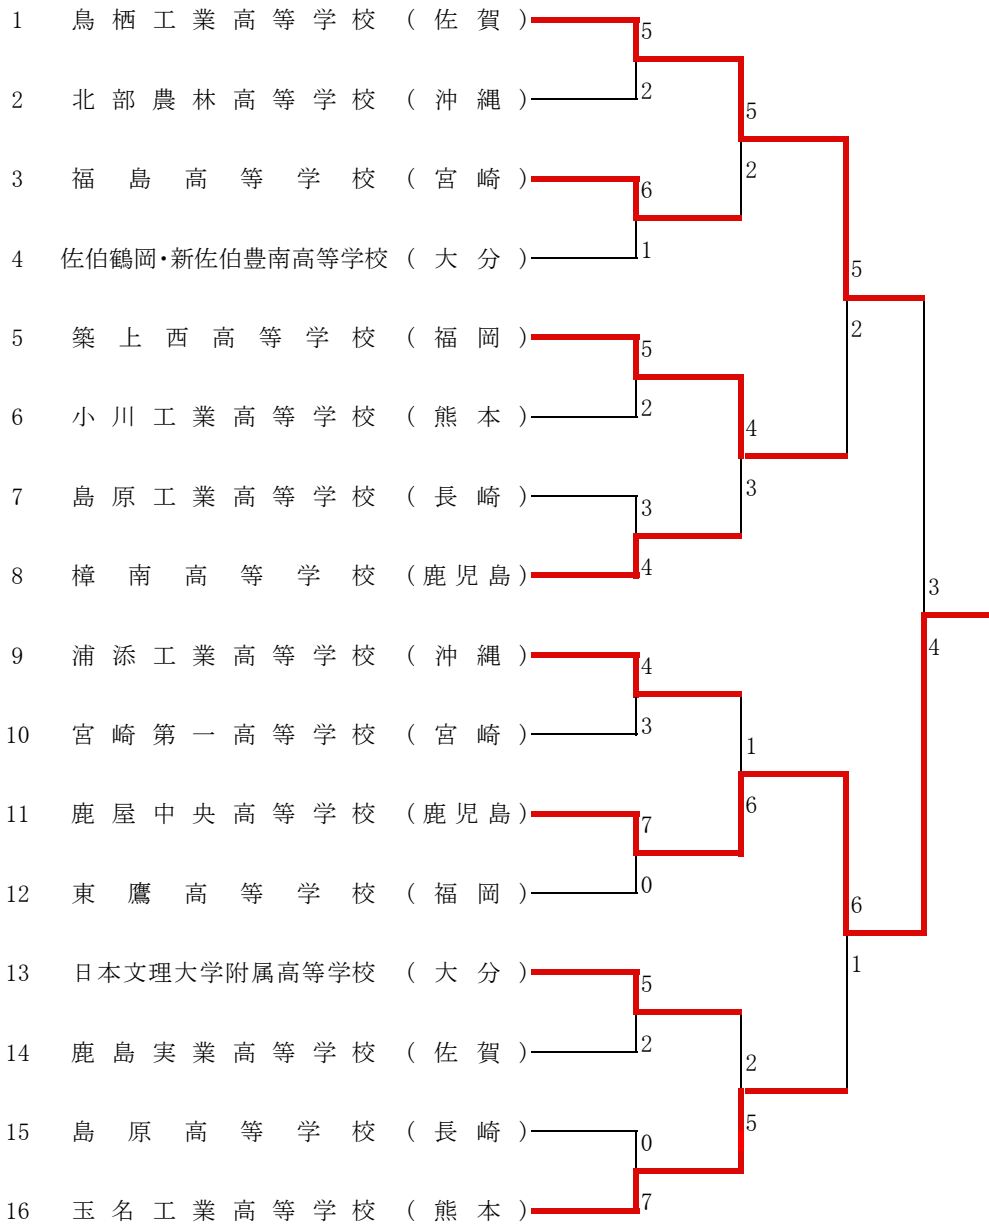 1 鳥栖工業高等学校 (佐賀)
5
2 北部農林高等学校 (沖縄)
2
5
3 福島高等学校 (宮崎)
2
6
4 佐伯鶴岡・新佐伯豊南高等学校 (大分)
1
5
5 築上西高等学校 (福岡)
2
5
6 小川工業高等学校 (熊本)
2
4
7 島原工業高等学校 (長崎)
3
3
8 樟南高等学校 (鹿児島)
4
3
9 浦添工業高等学校 (沖縄)
4
4
10 宮崎第一高等学校 (宮崎)
3
1
11 鹿屋中央高等学校 (鹿児島)
6
7
12 東鷹高等学校 (福岡)
0
6
13 日本文理大学附属高等学校 (大分)
1
5
14 鹿島実業高等学校 (佐賀)
2
2
15 島原高等学校 (長崎)
5
0
16 玉名工業高等学校 (熊本)
7